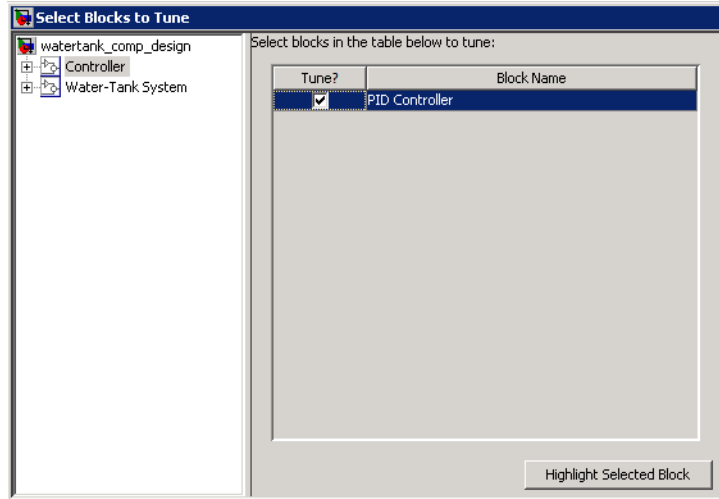 Select Blocks to Tune
watertank_comp_design
Controller
Water-Tank System
Select blocks in the table below to tune:
Tune? Block Name
PID Controller
Highlight Selected Block